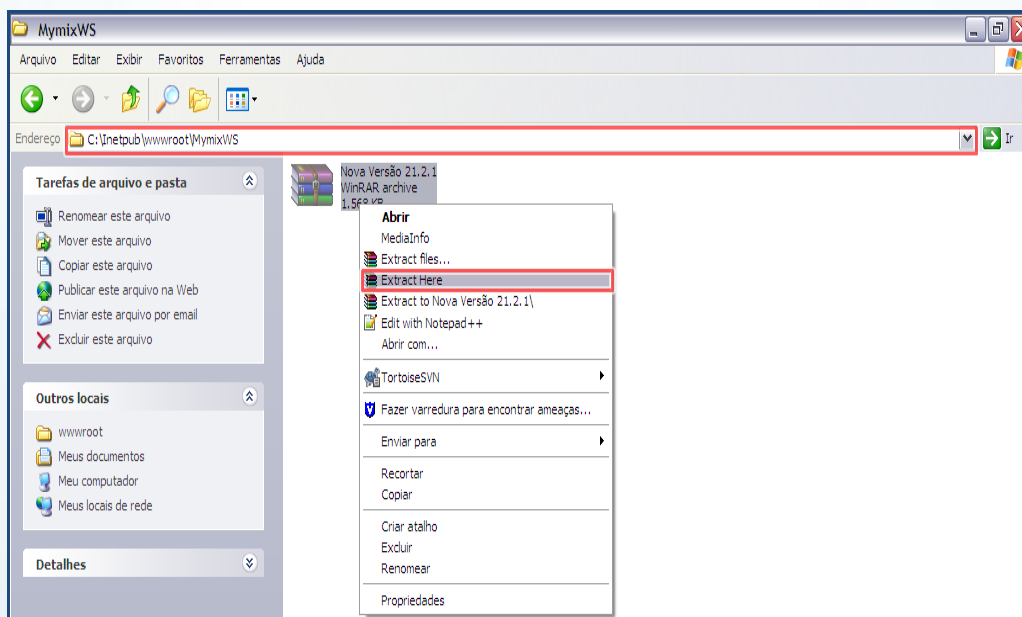 MymixWS
Arquivo Editar Exibir Favoritos Ferramentas Ajuda
Endereço C:\Inetpub\wwwroot\MymixWS Ir
Tarefas de arquivo e pasta
Renomear este arquivo
Mover este arquivo
Copiar este arquivo
Publicar este arquivo na Web
Enviar este arquivo por email
Excluir este arquivo
Outros locais
wwwroot
Meus documentos
Meu computador
Meus locais de rede
Detalhes
Nova Versão 21.2.1
WinRAR archive
1.568 KB
Abrir
MediaInfo
Extract files...
Extract Here
Extract to Nova Versão 21.2.1\
Edit with Notepad++
Abrir com...
TortoiseSVN
Fazer varredura para encontrar ameaças...
Enviar para
Recortar
Copiar
Criar atalho
Excluir
Renomear
Propriedades